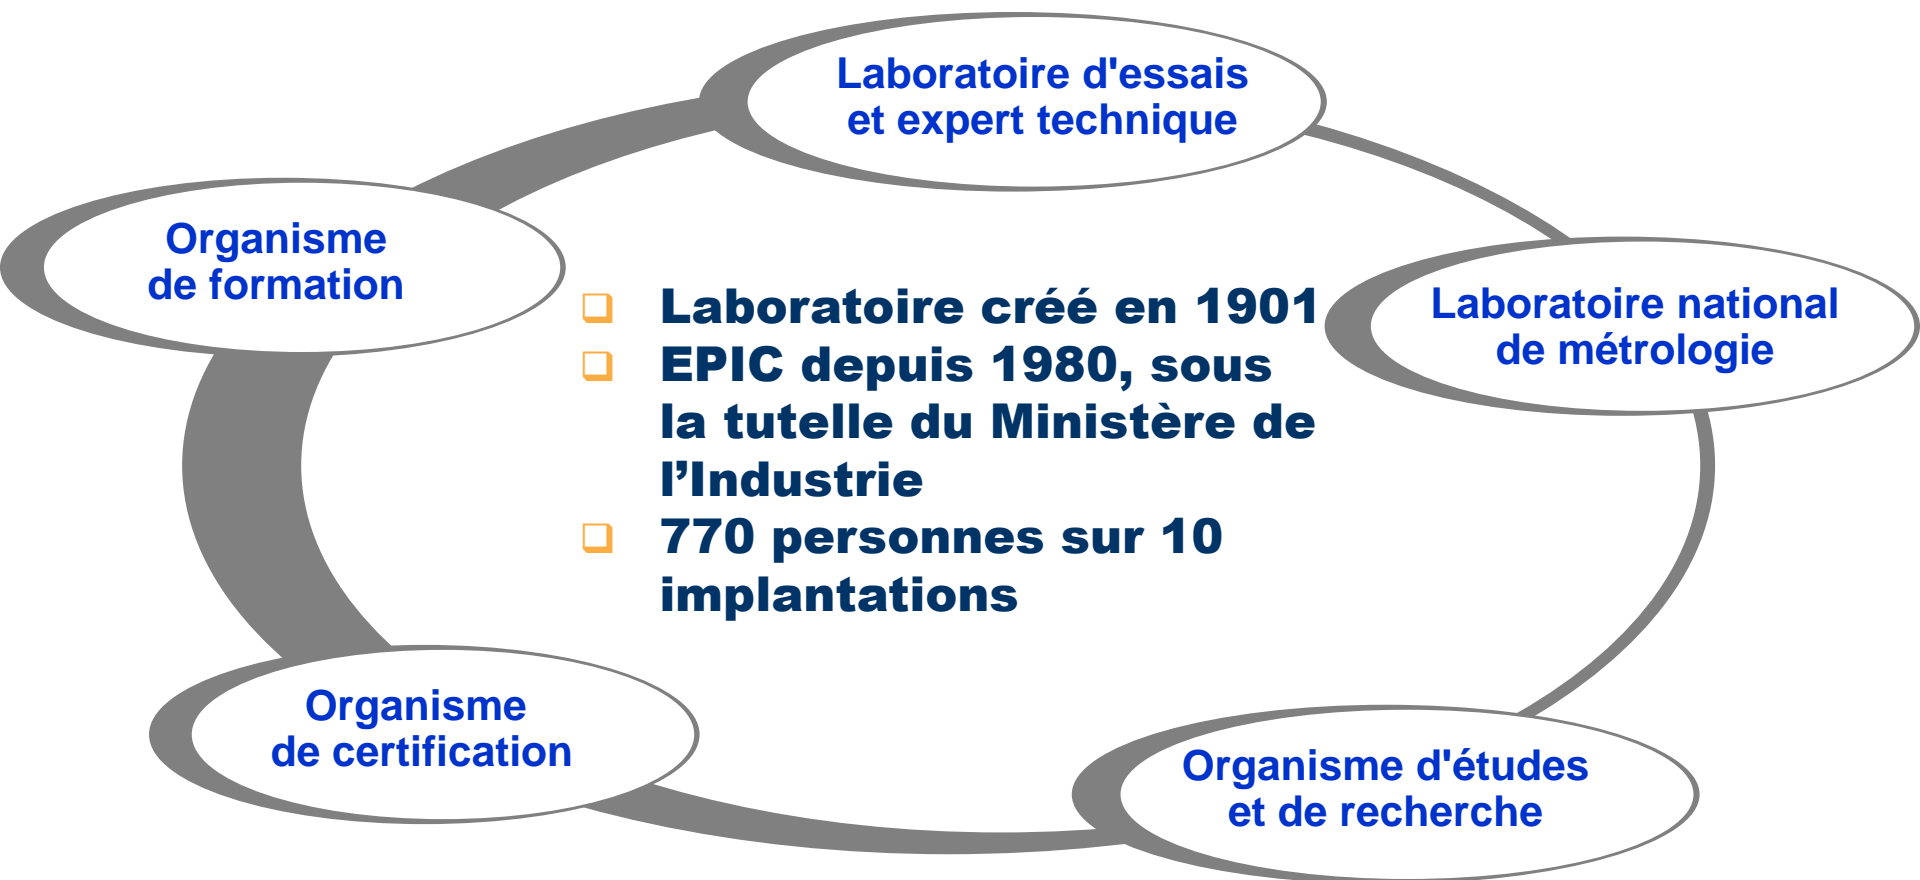 Laboratoire d'essais
et expert technique
Organisme
de formation
Laboratoire national
de métrologie
❑ Laboratoire créé en 1901
❑ EPIC depuis 1980, sous
la tutelle du Ministère de
l’Industrie
❑ 770 personnes sur 10
implantations
Organisme
de certification
Organisme d'études
et de recherche